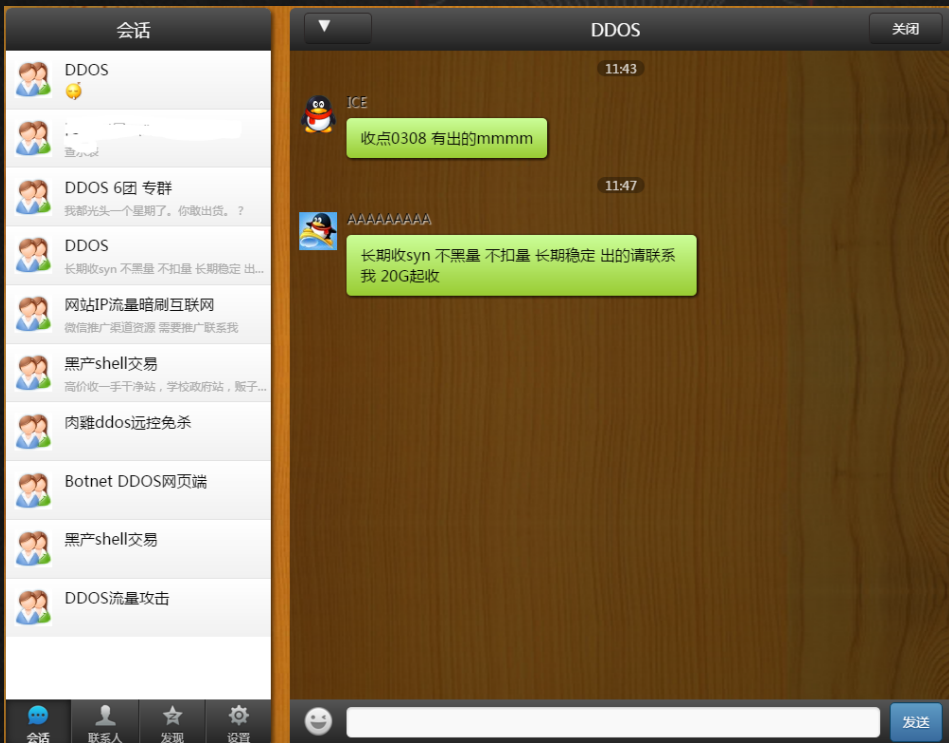 会话
DDOS
DDOS 6团 专群
我都光头一个星期了。你敢出货。?
DDOS
长期收syn 不黑量 不扣量 长期稳定 出...
网站IP流量暗刷互联网
微信推广渠道资源 需要推广联系我
黑产shell交易
高价收一手干净站，学校政府站，贩子...
肉雞ddos远控免杀
Botnet DDOS网页端
黑产shell交易
DDOS流量攻击
会话
联系人
发现
设置
DDOS
关闭
11:43
ICE
收点0308 有出的mmmm
11:47
AAAAAAAAA
长期收syn 不黑量 不扣量 长期稳定 出的请联系
我 20G起收
发送